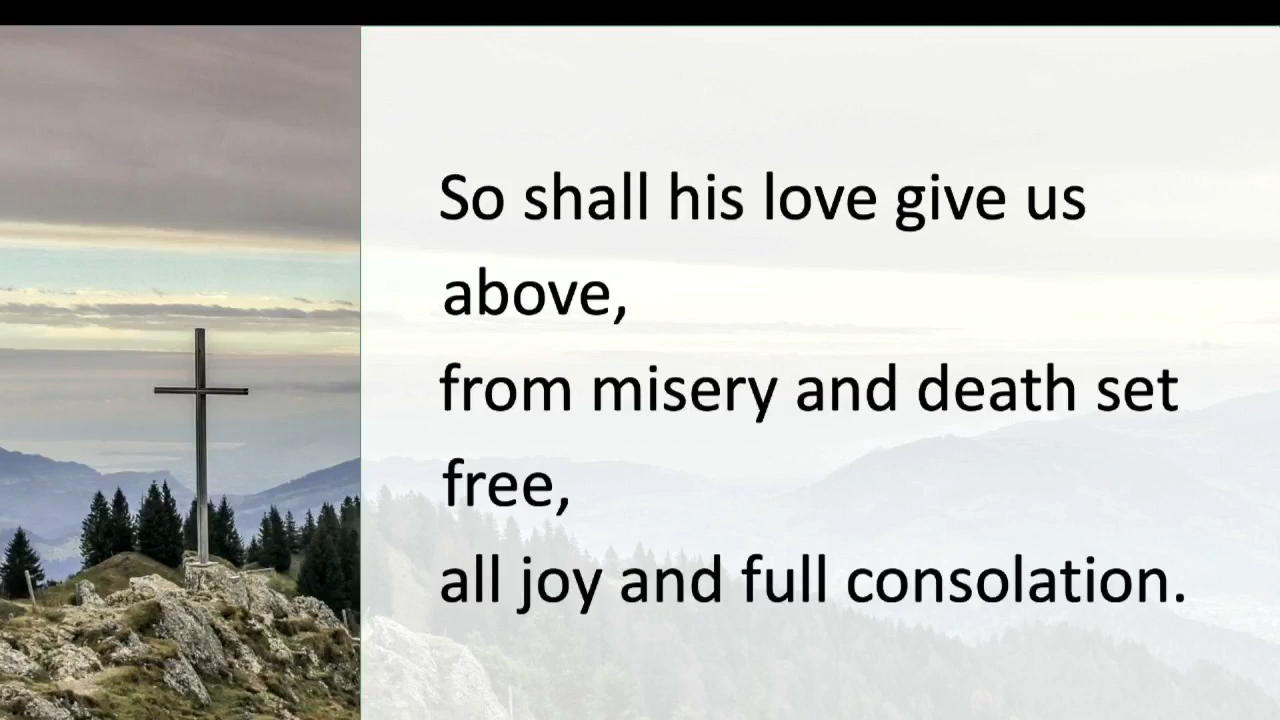 So shall his love give us
above,
from misery and death set
free,
all joy and full consolation.